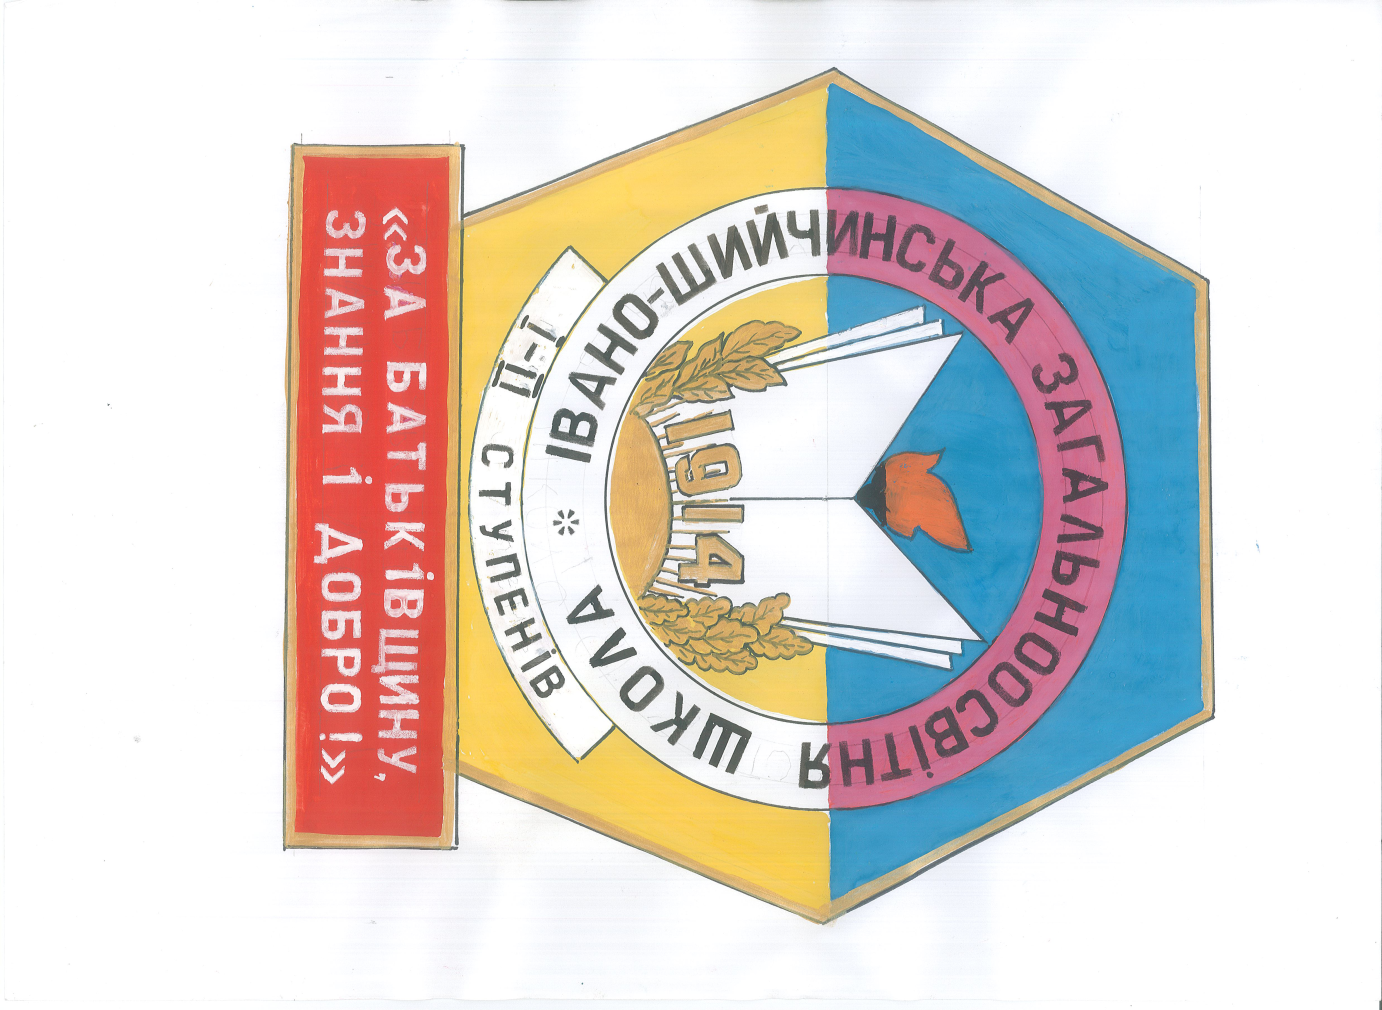 ІВАНО-ШИЙЧИНСЬКА ЗАГАЛЬНООСВІТНЯ ШКОЛА *
1914
І-ІІ СТУПЕНІВ
«ЗА БАТЬКІВЩИНУ,
ЗНАННЯ І ДОБРО!»